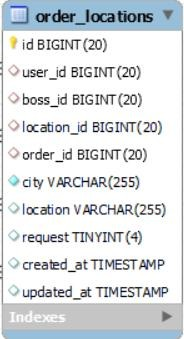 order_locations
id BIGINT(20)
user_id BIGINT(20)
boss_id BIGINT(20)
location_id BIGINT(20)
order_id BIGINT(20)
city VARCHAR(255)
location VARCHAR(255)
request TINYINT(4)
created_at TIMESTAMP
updated_at TIMESTAMP
Indexes